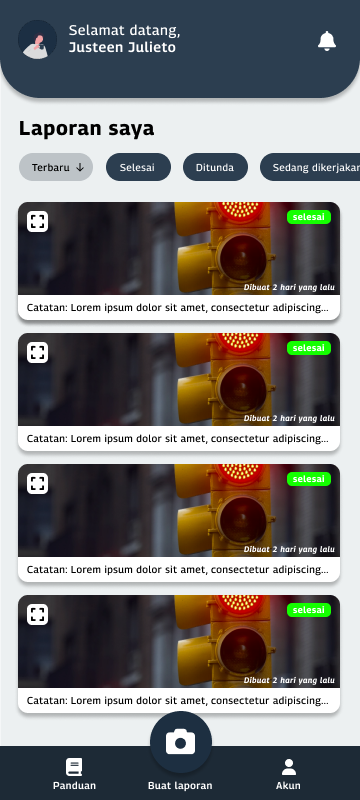 Selamat datang,
Justeen Julieto
Laporan saya
Terbaru ↓
Selesai
Ditunda
Sedang dikerjakan
selesai
Dibuat 2 hari yang lalu
Catatan: Lorem ipsum dolor sit amet, consectetur adipiscing...
selesai
Dibuat 2 hari yang lalu
Catatan: Lorem ipsum dolor sit amet, consectetur adipiscing...
selesai
Dibuat 2 hari yang lalu
Catatan: Lorem ipsum dolor sit amet, consectetur adipiscing...
selesai
Dibuat 2 hari yang lalu
Catatan: Lorem ipsum dolor sit amet, consectetur adipiscing...
Panduan
Buat laporan
Akun